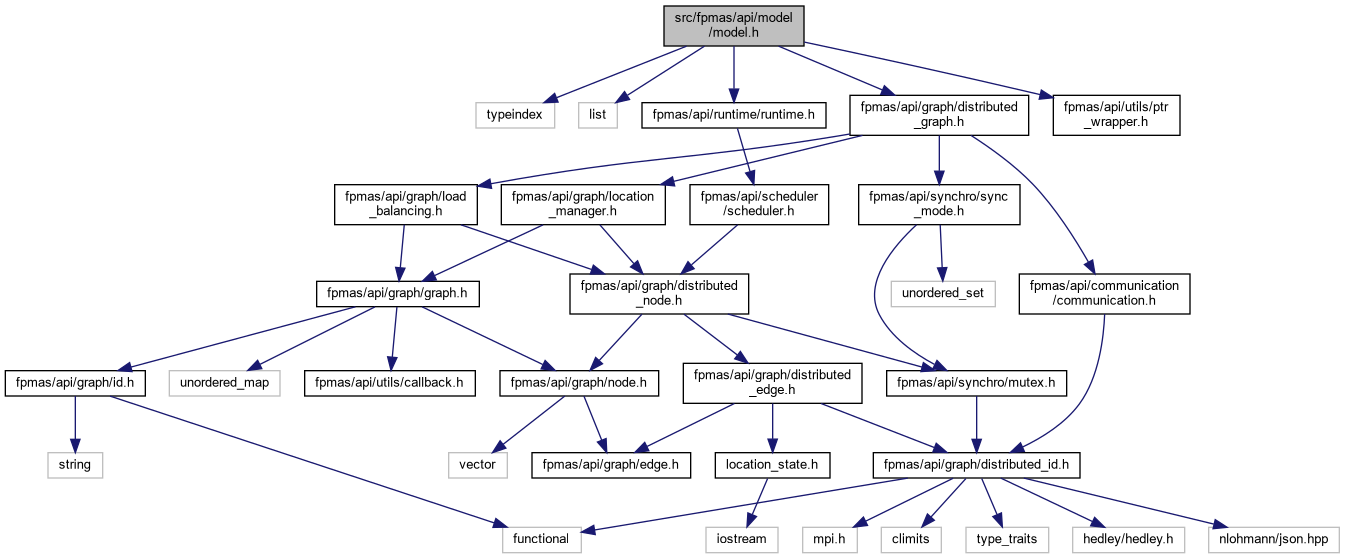 src/fpmas/api/model
/model.h
typeindex
list
fpmas/api/runtime/runtime.h
fpmas/api/graph/distributed
_graph.h
fpmas/api/utils/ptr
_wrapper.h
fpmas/api/graph/load
_balancing.h
fpmas/api/graph/location
_manager.h
fpmas/api/scheduler
/scheduler.h
fpmas/api/synchro/sync
_mode.h
fpmas/api/graph/graph.h
fpmas/api/graph/distributed
_node.h
unordered_set
fpmas/api/communication
/communication.h
fpmas/api/graph/id.h
unordered_map
fpmas/api/utils/callback.h
fpmas/api/graph/node.h
fpmas/api/graph/distributed
_edge.h
fpmas/api/synchro/mutex.h
string
vector
fpmas/api/graph/edge.h
location_state.h
fpmas/api/graph/distributed_id.h
functional
iostream
mpi.h
climits
type_traits
hedley/hedley.h
nlohmann/json.hpp